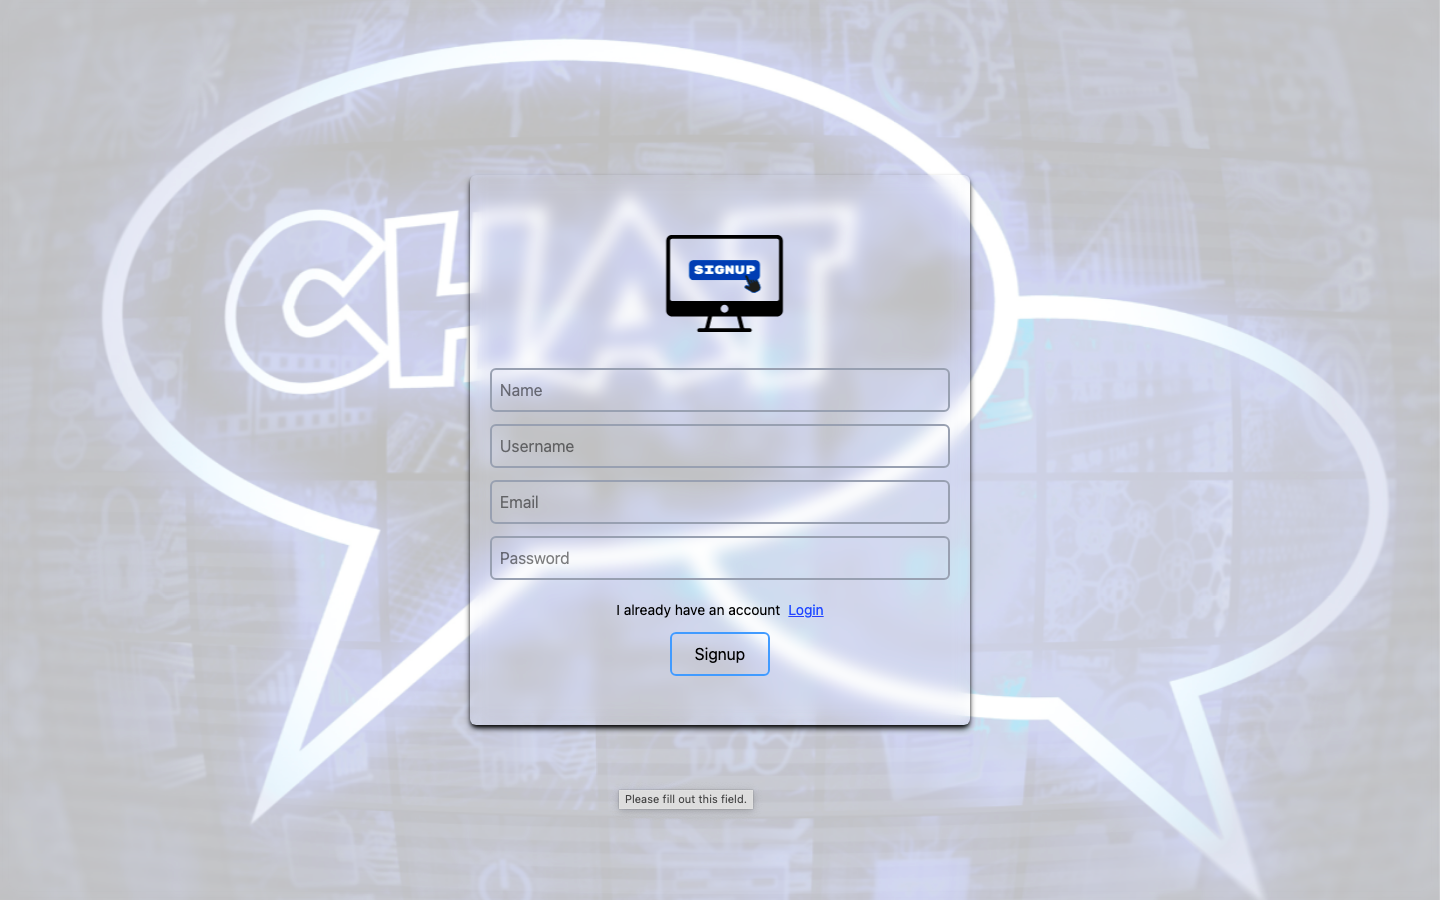 CHAT
SIGNUP
Name
Username
Email
Password
I already have an account Login
Signup
Please fill out this field.